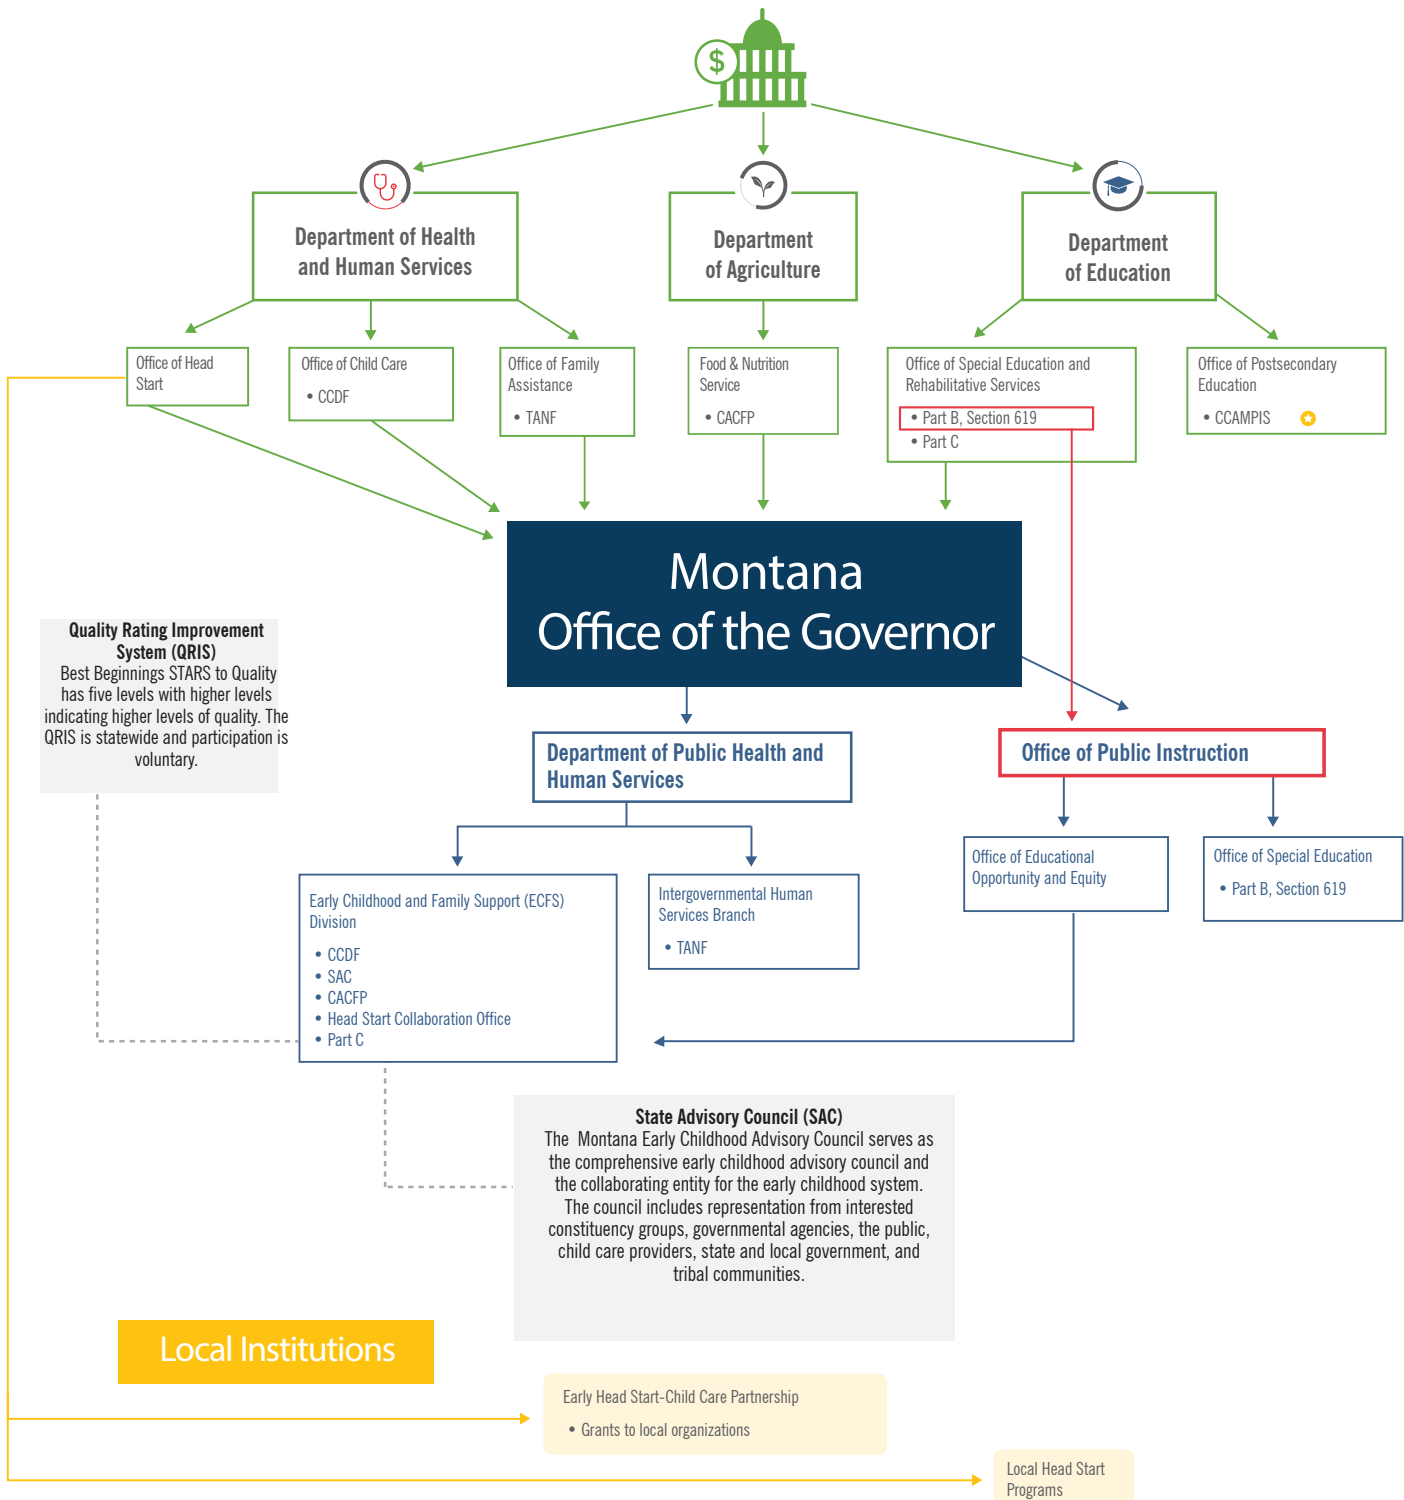 $
Department of Health
and Human Services
Department
of Agriculture
Department
of Education
Office of Head
Start
Office of Child Care
• CCDF
Office of Family
Assistance
• TANF
Food & Nutrition
Service
• CACFP
Office of Special Education and
Rehabilitative Services
• Part B, Section 619
• Part C
Office of Postsecondary
Education
• CCAMPIS
Montana
Office of the Governor
Quality Rating Improvement
System (QRIS)
Best Beginnings STARS to Quality
has five levels with higher levels
indicating higher levels of quality. The
QRIS is statewide and participation is
voluntary.
Department of Public Health and
Human Services
Office of Public Instruction
Early Childhood and Family Support (ECFS)
Division
• CCDF
• SAC
• CACFP
• Head Start Collaboration Office
• Part C
Intergovernmental Human
Services Branch
• TANF
Office of Educational
Opportunity and Equity
Office of Special Education
• Part B, Section 619
State Advisory Council (SAC)
The Montana Early Childhood Advisory Council serves as
the comprehensive early childhood advisory council and
the collaborating entity for the early childhood system.
The council includes representation from interested
constituency groups, governmental agencies, the public,
child care providers, state and local government, and
tribal communities.
Local Institutions
Early Head Start-Child Care Partnership
• Grants to local organizations
Local Head Start
Programs